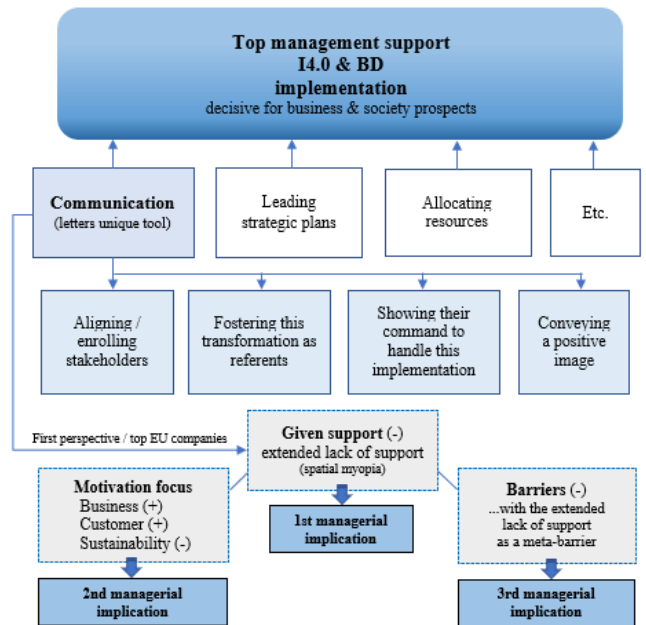 Top management support
I4.0 & BD
implementation
decisive for business & society prospects
Communication
(letters unique tool)
Leading
strategic plans
Allocating
resources
Etc.
Aligning /
enrolling
stakeholders
Fostering this
transformation as
referents
Showing their
command to
handle this
implementation
Conveying
a positive
image
First perspective / top EU companies
Given support (-)
extended lack of support
(spatial myopia)
Motivation focus
Business (+)
Customer (+)
Sustainability (-)
Barriers (-)
...with the extended
lack of support
as a meta-barrier
1st managerial
implication
2nd managerial
implication
3rd managerial
implication